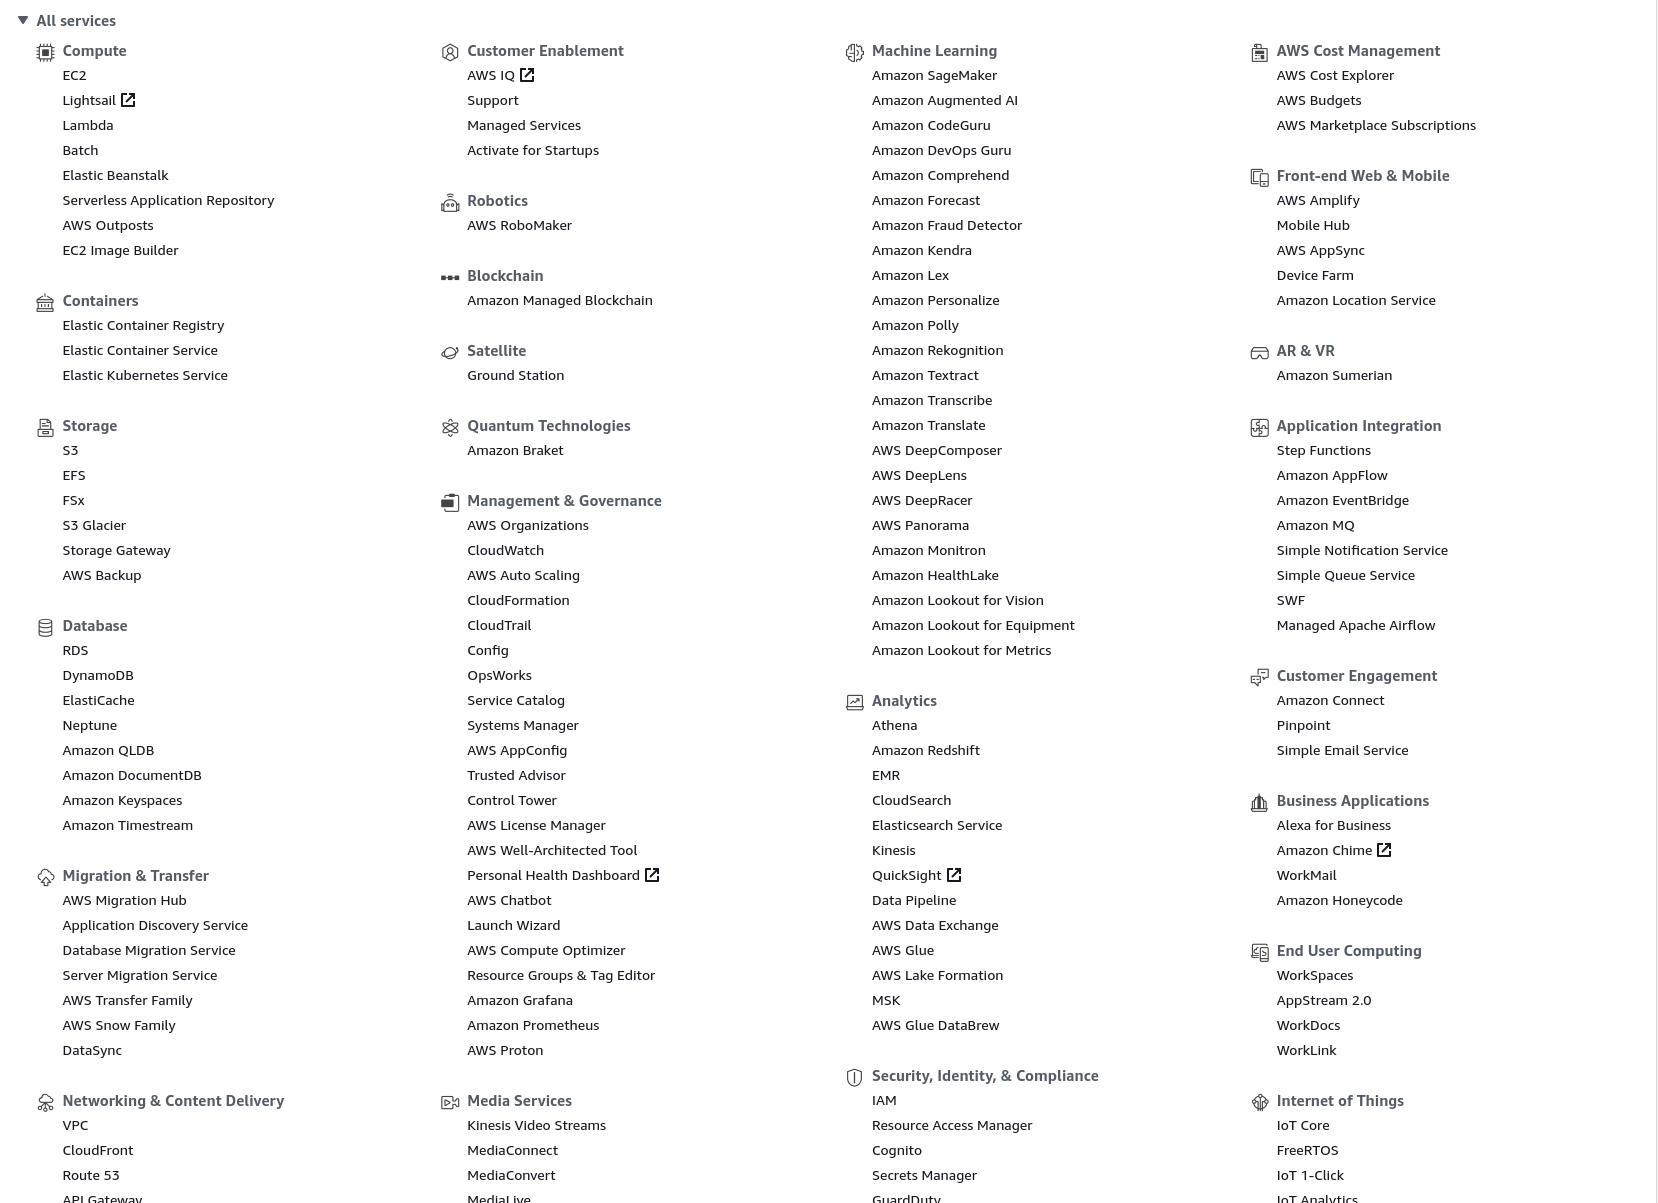 All services
Compute
EC2
Lightsail
Lambda
Batch
Elastic Beanstalk
Serverless Application Repository
AWS Outposts
EC2 Image Builder
Containers
Elastic Container Registry
Elastic Container Service
Elastic Kubernetes Service
Storage
S3
EFS
FSx
S3 Glacier
Storage Gateway
AWS Backup
Database
RDS
DynamoDB
ElastiCache
Neptune
Amazon QLDB
Amazon DocumentDB
Amazon Keyspaces
Amazon Timestream
Migration & Transfer
AWS Migration Hub
Application Discovery Service
Database Migration Service
Server Migration Service
AWS Transfer Family
AWS Snow Family
DataSync
Networking & Content Delivery
VPC
CloudFront
Route 53
API Gateway
Customer Enablement
AWS IQ
Support
Managed Services
Activate for Startups
Robotics
AWS RoboMaker
Blockchain
Amazon Managed Blockchain
Satellite
Ground Station
Quantum Technologies
Amazon Braket
Management & Governance
AWS Organizations
CloudWatch
AWS Auto Scaling
CloudFormation
CloudTrail
Config
OpsWorks
Service Catalog
Systems Manager
AWS AppConfig
Trusted Advisor
Control Tower
AWS License Manager
AWS Well-Architected Tool
Personal Health Dashboard
AWS Chatbot
Launch Wizard
AWS Compute Optimizer
Resource Groups & Tag Editor
Amazon Grafana
Amazon Prometheus
AWS Proton
Media Services
Kinesis Video Streams
MediaConnect
MediaConvert
MediaLive
Machine Learning
Amazon SageMaker
Amazon Augmented AI
Amazon CodeGuru
Amazon DevOps Guru
Amazon Comprehend
Amazon Forecast
Amazon Fraud Detector
Amazon Kendra
Amazon Lex
Amazon Personalize
Amazon Polly
Amazon Rekognition
Amazon Textract
Amazon Transcribe
Amazon Translate
AWS DeepComposer
AWS DeepLens
AWS DeepRacer
AWS Panorama
Amazon Monitron
Amazon HealthLake
Amazon Lookout for Vision
Amazon Lookout for Equipment
Amazon Lookout for Metrics
Analytics
Athena
Amazon Redshift
EMR
CloudSearch
Elasticsearch Service
Kinesis
QuickSight
Data Pipeline
AWS Data Exchange
AWS Glue
AWS Lake Formation
MSK
AWS Glue DataBrew
Security, Identity, & Compliance
IAM
Resource Access Manager
Cognito
Secrets Manager
GuardDuty
AWS Cost Management
AWS Cost Explorer
AWS Budgets
AWS Marketplace Subscriptions
Front-end Web & Mobile
AWS Amplify
Mobile Hub
AWS AppSync
Device Farm
Amazon Location Service
AR & VR
Amazon Sumerian
Application Integration
Step Functions
Amazon AppFlow
Amazon EventBridge
Amazon MQ
Simple Notification Service
Simple Queue Service
SWF
Managed Apache Airflow
Customer Engagement
Amazon Connect
Pinpoint
Simple Email Service
Business Applications
Alexa for Business
Amazon Chime
WorkMail
Amazon Honeycode
End User Computing
WorkSpaces
AppStream 2.0
WorkDocs
WorkLink
Internet of Things
IoT Core
FreeRTOS
IoT 1-Click
IoT Analytics